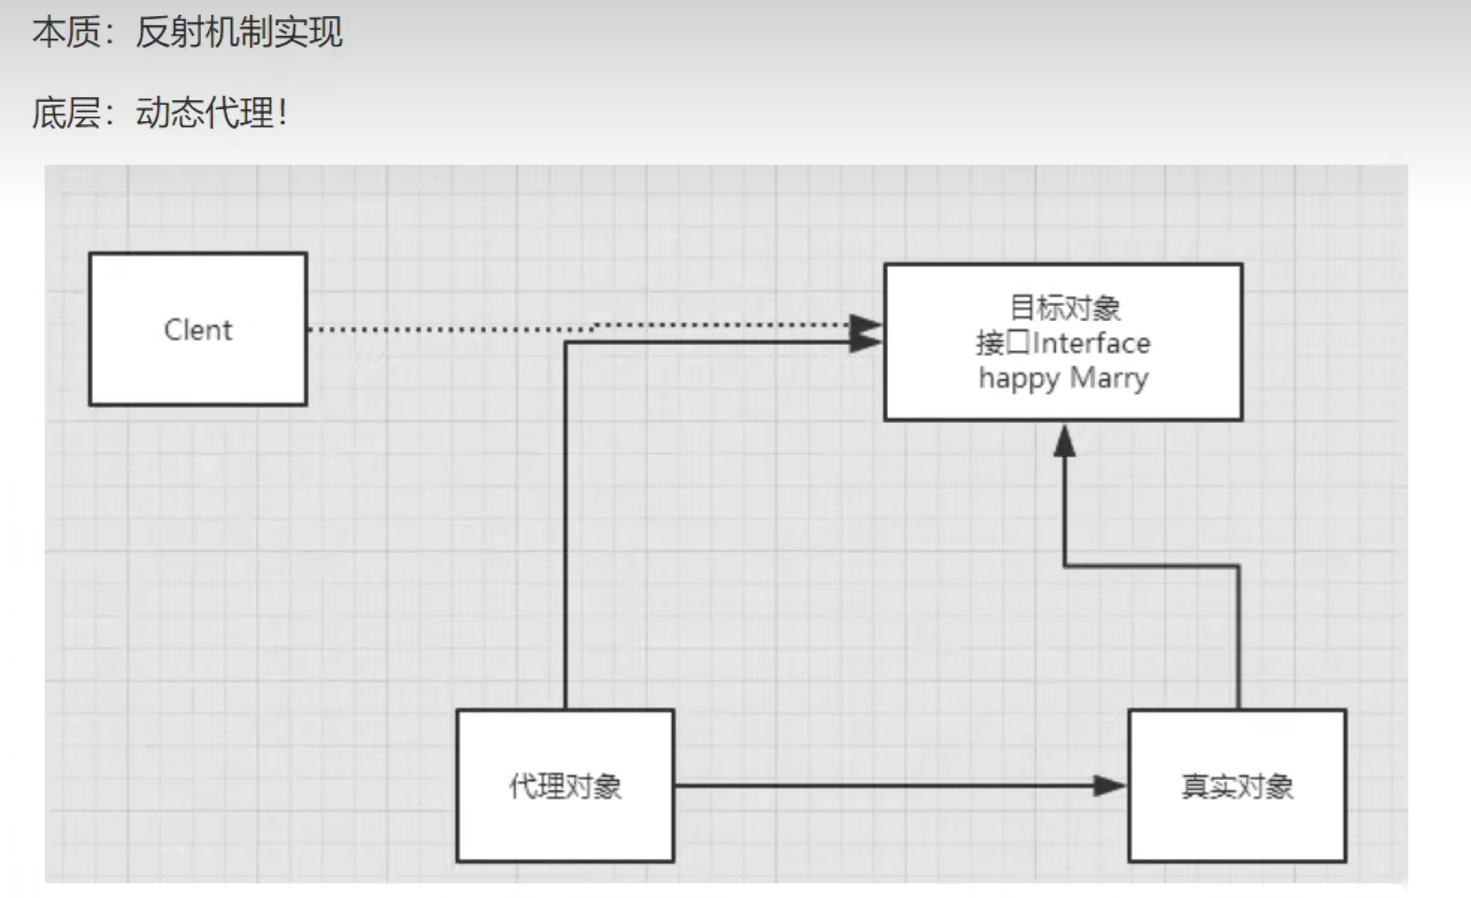 本质：反射机制实现
底层：动态代理！
Clent
目标对象
接口Interface
happy Marry
代理对象
真实对象